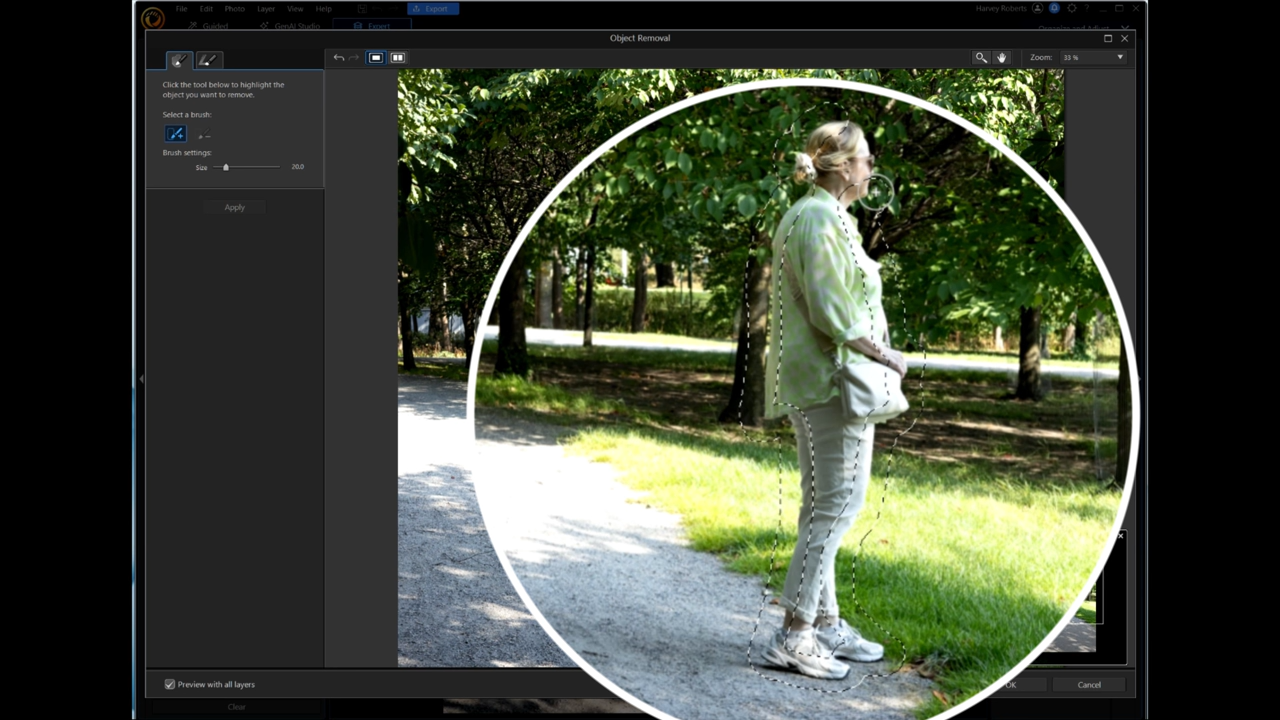 File Edit Photo Layer View Help Export Harvey Roberts
Guided GenAI Studio Expert
Object Removal
Zoom: 33 %
Click the tool below to highlight the
object you want to remove.
Select a brush:
Brush settings:
Size 20.0
Apply
Preview with all layers OK Cancel
Clear